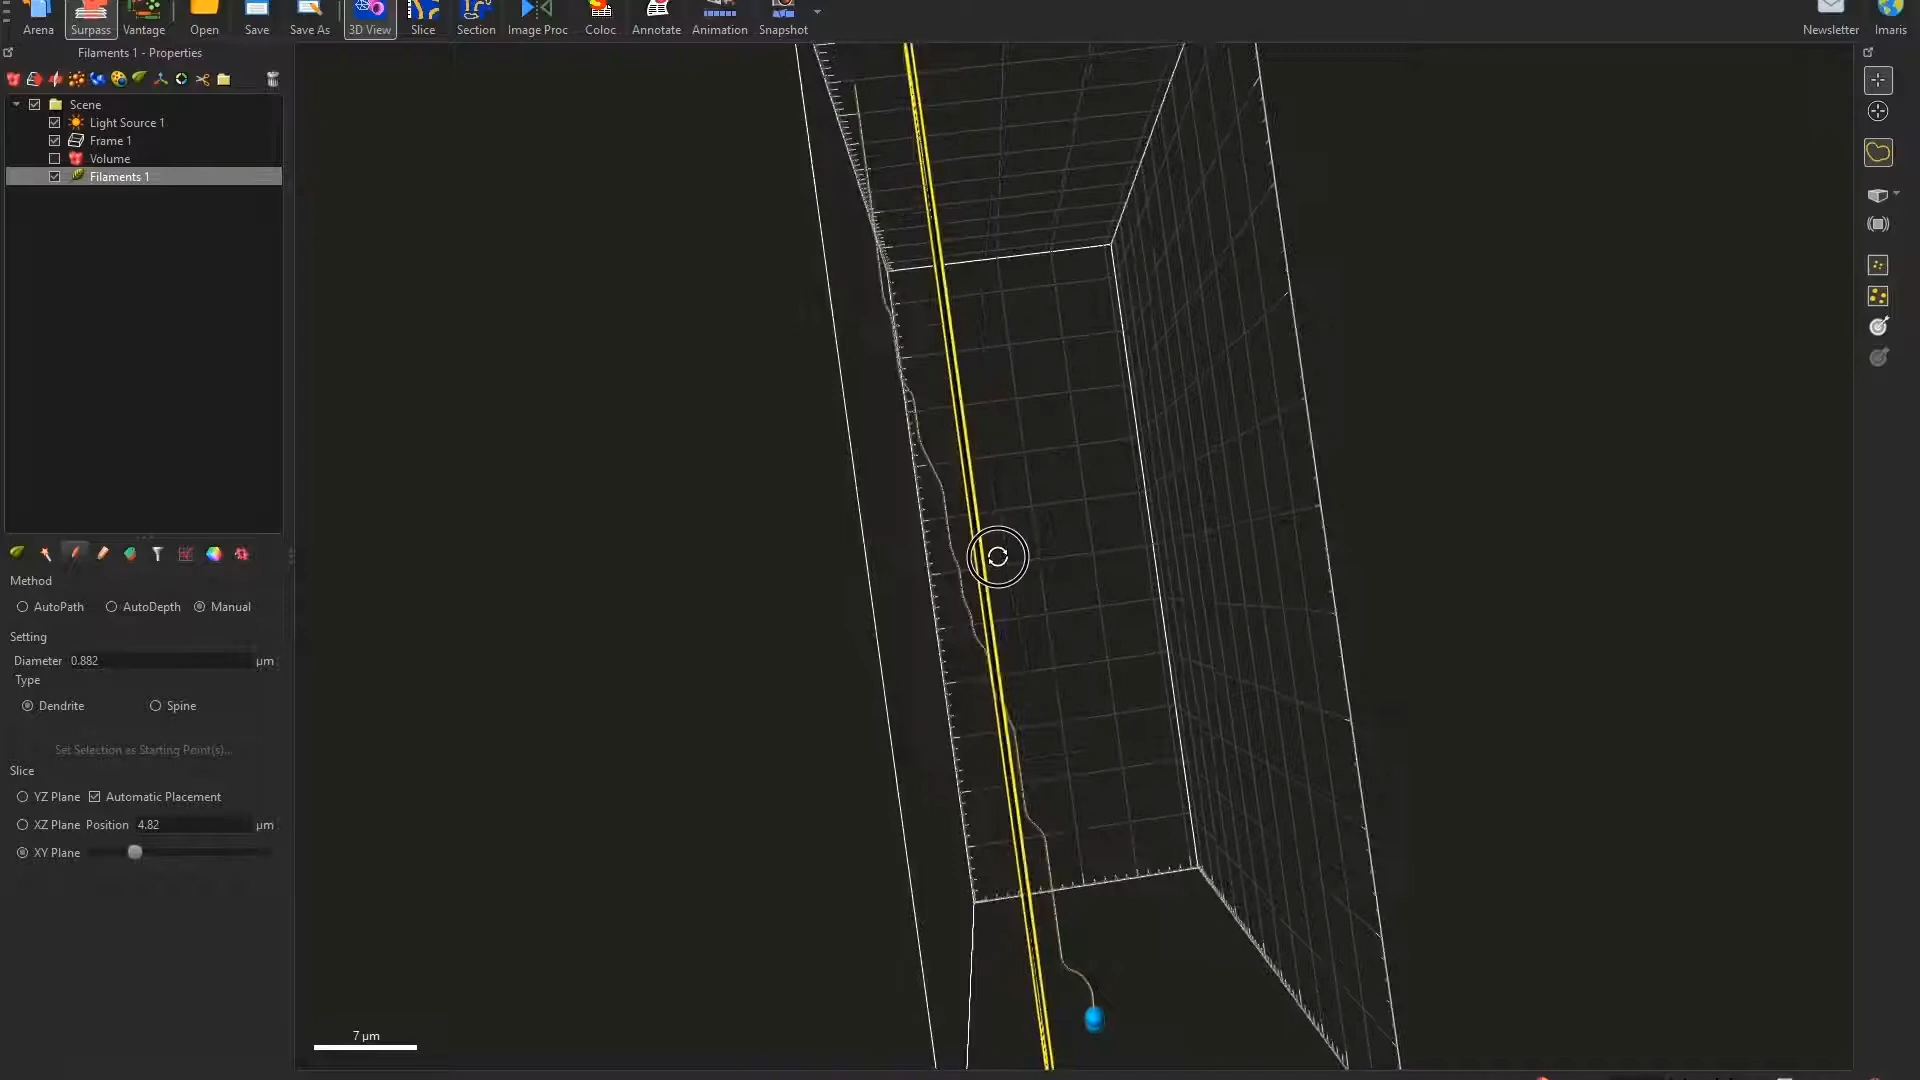 Arena Surpass Vantage Open Save Save As 3D View Slice Section Image Proc Coloc Annotate Animation Snapshot Newsletter Imaris
Filaments 1 - Properties
Scene
Light Source 1
Frame 1
Volume
Filaments 1
Method
AutoPath AutoDepth Manual
Setting
Diameter 0.882 µm
Type
Dendrite Spine
Set Selection as Starting Point(s)...
Slice
YZ Plane Automatic Placement
XZ Plane Position 4.82 µm
XY Plane
7 µm